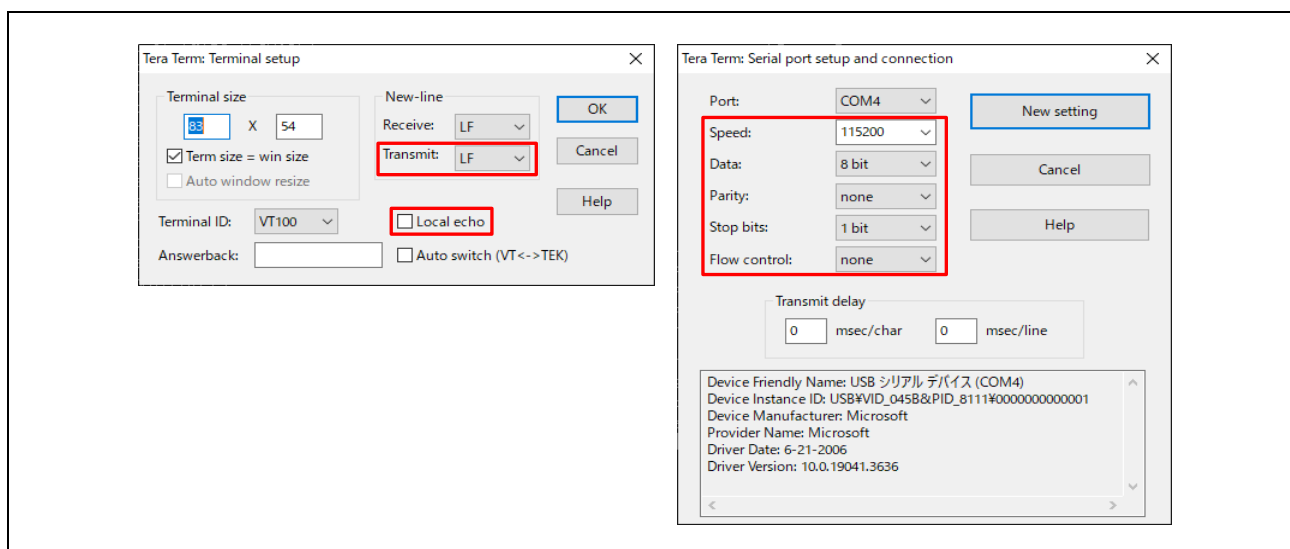 Tera Term: Terminal setup
Terminal size
83 X 54
Term size = win size
Auto window resize
New-line
Receive: LF
Transmit: LF
OK
Cancel
Help
Terminal ID: VT100
Local echo
Answerback:
Auto switch (VT<->TEK)
Tera Term: Serial port setup and connection
Port: COM4
Speed: 115200
Data: 8 bit
Parity: none
Stop bits: 1 bit
Flow control: none
New setting
Cancel
Help
Transmit delay
0 msec/char 0 msec/line
Device Friendly Name: USB シリアル デバイス (COM4)
Device Instance ID: USB¥VID_045B&PID_8111¥0000000000001
Device Manufacturer: Microsoft
Provider Name: Microsoft
Driver Date: 6-21-2006
Driver Version: 10.0.19041.3636